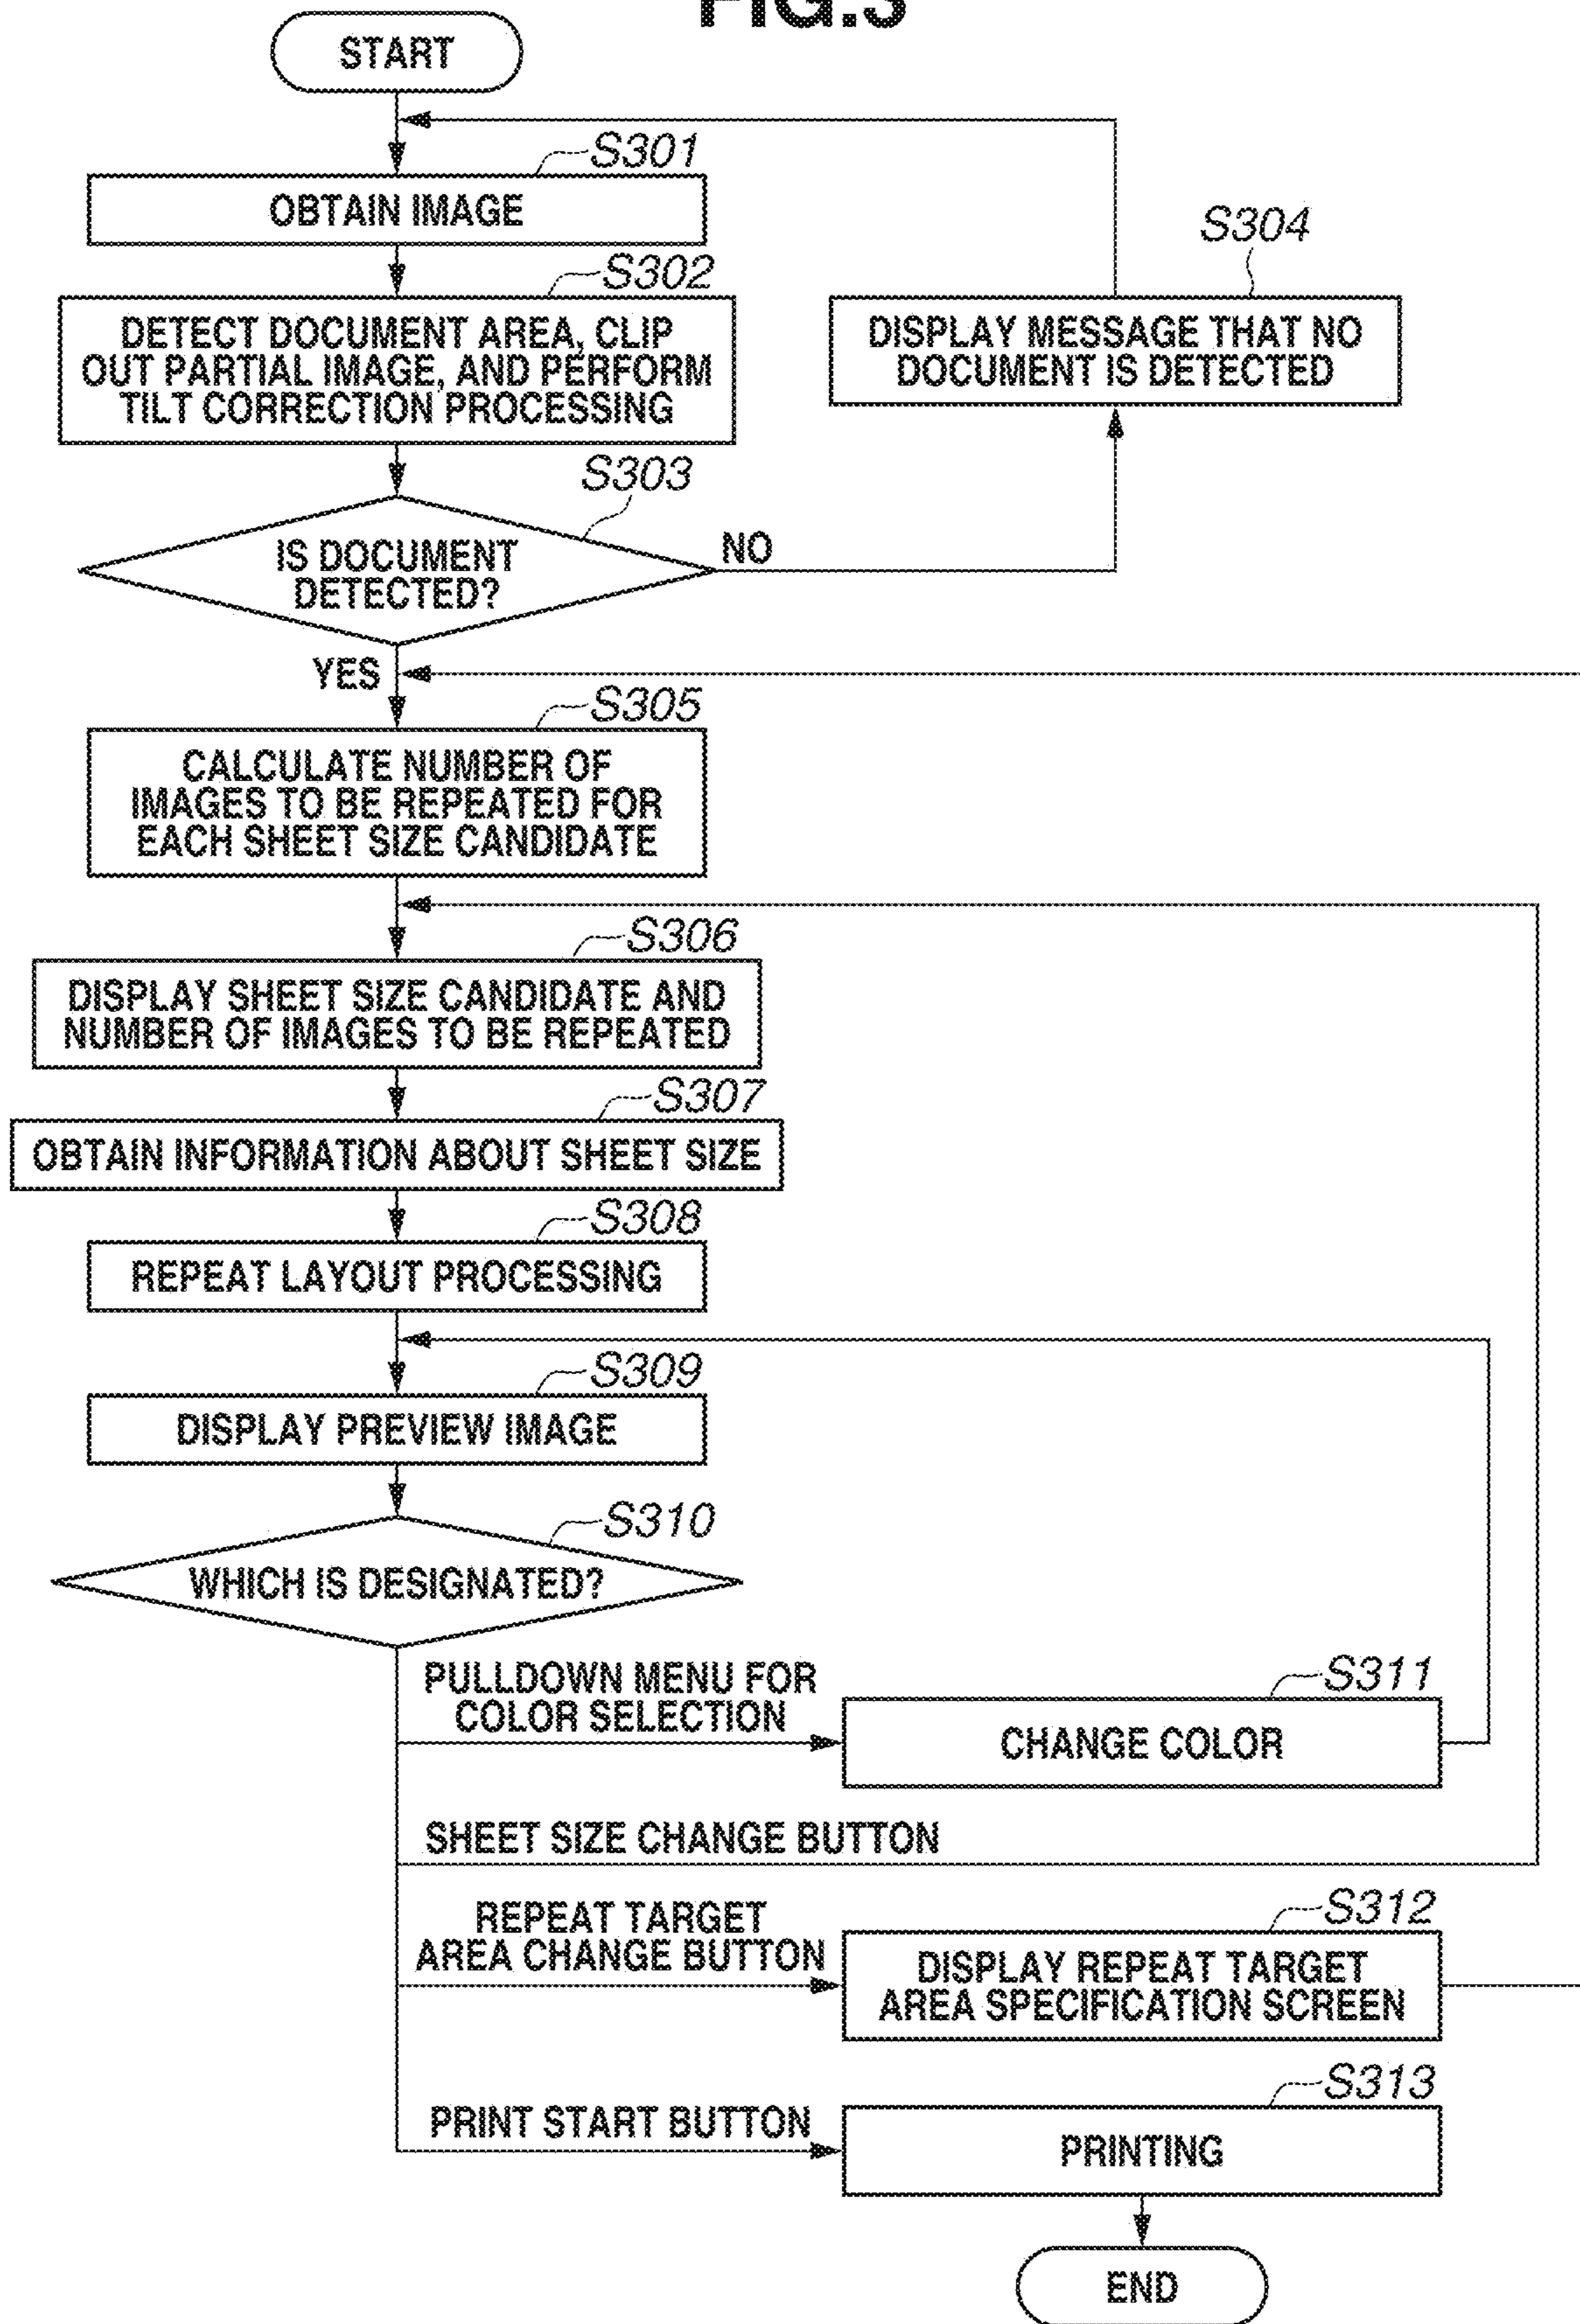 FIG.3
START
S301
OBTAIN IMAGE
S302
DETECT DOCUMENT AREA, CLIP
OUT PARTIAL IMAGE, AND PERFORM
TILT CORRECTION PROCESSING
S304
DISPLAY MESSAGE THAT NO
DOCUMENT IS DETECTED
S303
IS DOCUMENT
DETECTED?
NO
YES
S305
CALCULATE NUMBER OF
IMAGES TO BE REPEATED FOR
EACH SHEET SIZE CANDIDATE
S306
DISPLAY SHEET SIZE CANDIDATE AND
NUMBER OF IMAGES TO BE REPEATED
S307
OBTAIN INFORMATION ABOUT SHEET SIZE
S308
REPEAT LAYOUT PROCESSING
S309
DISPLAY PREVIEW IMAGE
S310
WHICH IS DESIGNATED?
PULLDOWN MENU FOR
COLOR SELECTION
S311
CHANGE COLOR
SHEET SIZE CHANGE BUTTON
REPEAT TARGET
AREA CHANGE BUTTON
S312
DISPLAY REPEAT TARGET
AREA SPECIFICATION SCREEN
PRINT START BUTTON
S313
PRINTING
END